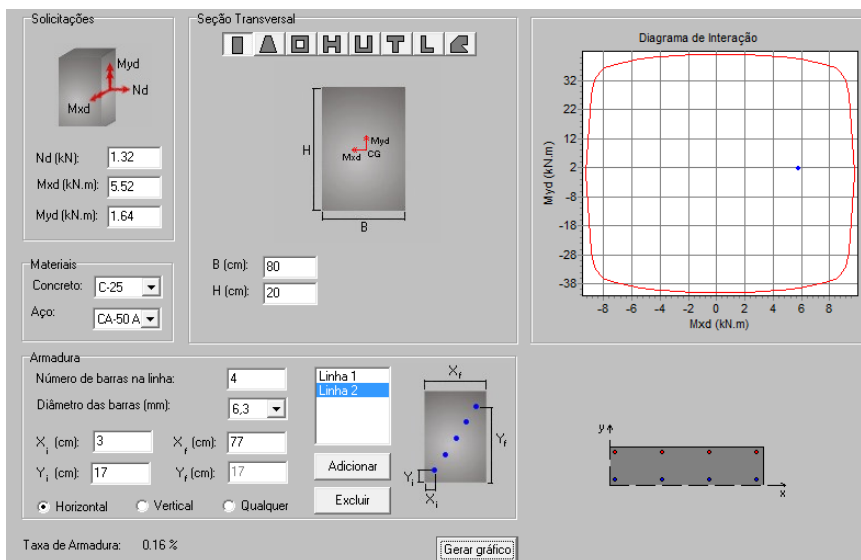 Solicitações
Myd
Nd
Mxd
Nd (kN): 1.32
Mxd (kN.m): 5.52
Myd (kN.m): 1.64
Materiais
Concreto: C-25
Aço: CA-50 A
Seção Transversal
H
Myd
Mxd CG
B
B (cm): 80
H (cm): 20
Diagrama de Interação
Myd (kN.m)
32
22
12
2
-8
-18
-28
-38
-8 -6 -4 -2 0 2 4 6 8
Mxd (kN.m)
Armadura
Número de barras na linha: 4
Diâmetro das barras (mm): 6,3
Xi (cm): 3 Xf (cm): 77
Yi (cm): 17 Yf (cm): 17
Horizontal Vertical Qualquer
Linha 1
Linha 2
Adicionar
Excluir
Xf
Yf
Yi
Xi
y
x
Taxa de Armadura: 0.16 %
Gerar gráfico